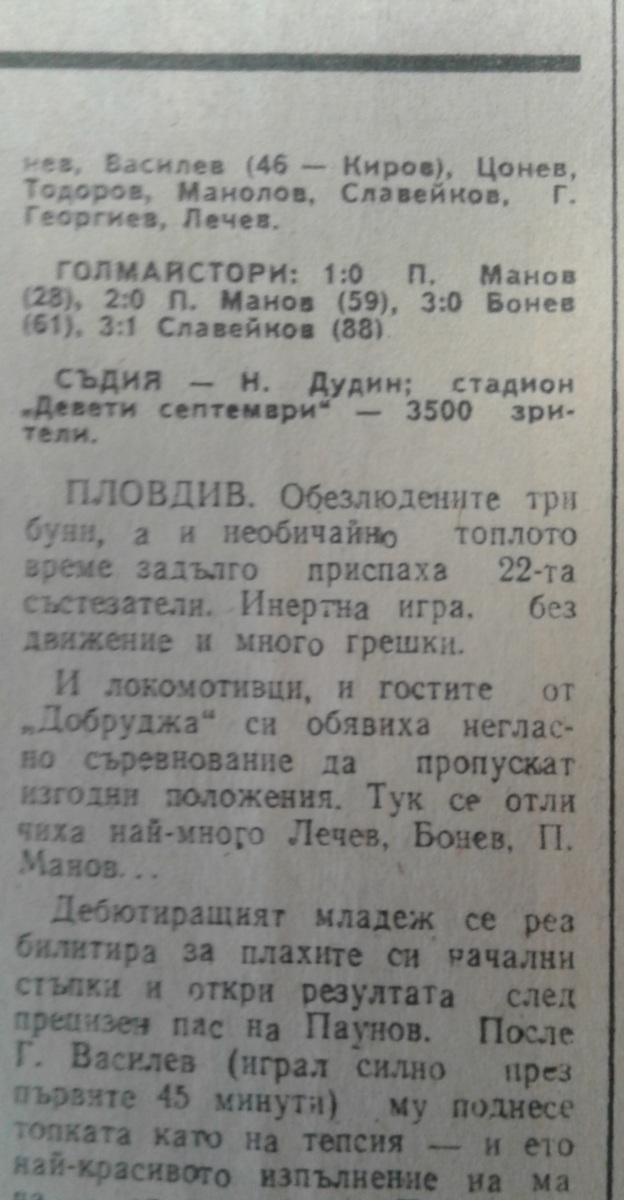 нев, Василев (46 — Киров), Цонев,
Тодоров, Манолов, Славейков, Г.
Георгиев, Лечев.
ГОЛМАЙСТОРИ: 1:0 П. Манов
(28), 2:0 П. Манов (59), 3:0 Бонев
(61), 3:1 Славейков (88)
СЪДИЯ — Н. Дудин; стадион
„Девети септември“ — 3500 зри-
тели.
ПЛОВДИВ. Обезлюдените три
буни, а и необичайно топлото
време задълго приспаха 22-та
състезатели. Инертна игра. без
движение и много грешки.
И локомотивци, и гостите от
„Добруджа“ си обявиха неглас-
но съревнование да пропускат
изгодни положения. Тук се отли
чиха най-много Лечев, Бонев, П.
Манов...
Дебютиращият младеж се реа
билитира за плахите си начални
стъпки и откри резултата след
прецизен пас на Паунов. После
Г. Василев (играл силно през
първите 45 минути) му поднесе
топката като на тепсия — и ето
най-красивото изпълнение на ма